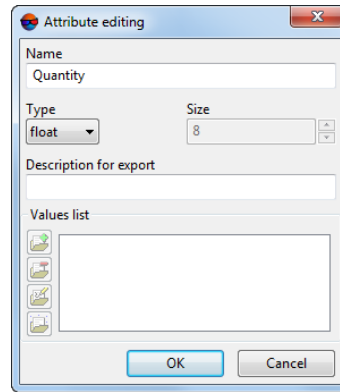 Attribute editing
Name
Quantity
Type Size
float 8
Description for export
Values list
OK Cancel